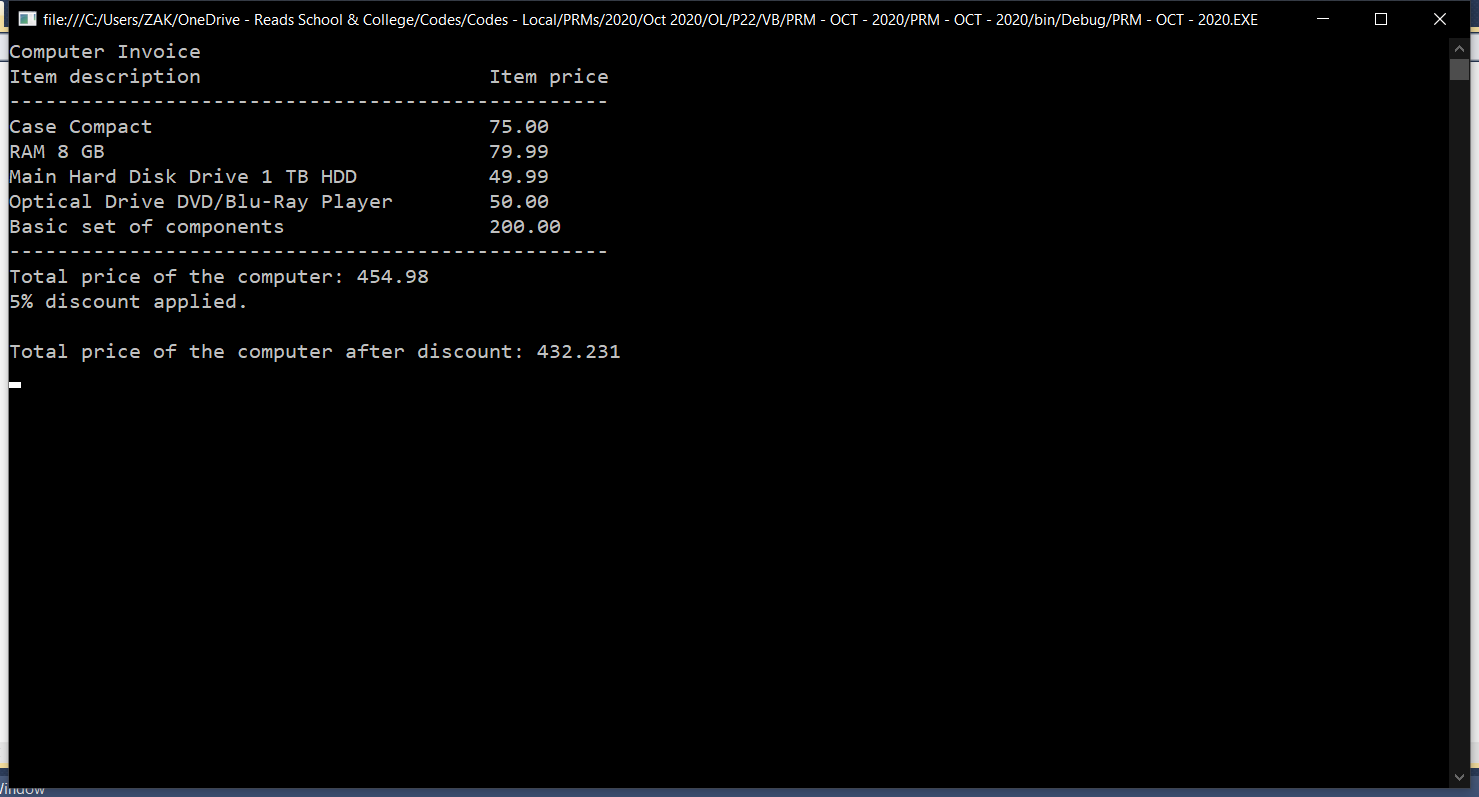 file:///C:/Users/ZAK/OneDrive - Reads School & College/Codes/Codes - Local/PRMs/2020/Oct 2020/OL/P22/VB/PRM - OCT - 2020/PRM - OCT - 2020/bin/Debug/PRM - OCT - 2020.EXE
Computer Invoice
Item description                        Item price
--------------------------------------------------
Case Compact                            75.00
RAM 8 GB                                79.99
Main Hard Disk Drive 1 TB HDD           49.99
Optical Drive DVD/Blu-Ray Player        50.00
Basic set of components                 200.00
--------------------------------------------------
Total price of the computer: 454.98
5% discount applied.

Total price of the computer after discount: 432.231